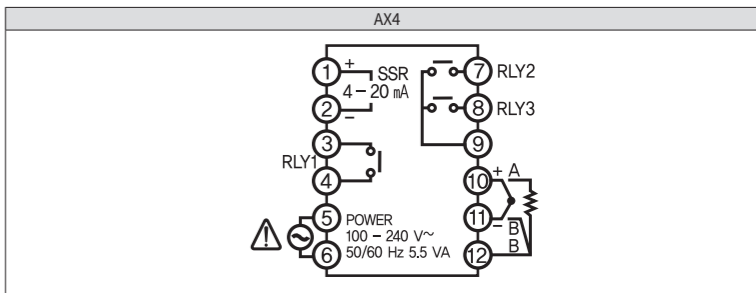 AX4
1 + SSR
4 – 20 ㎃
2 –
3
RLY1
4
5 POWER
100 – 240 V~
6 50/60 Hz 5.5 VA
7 RLY2
8 RLY3
9
10 + A
11 – B
B
12